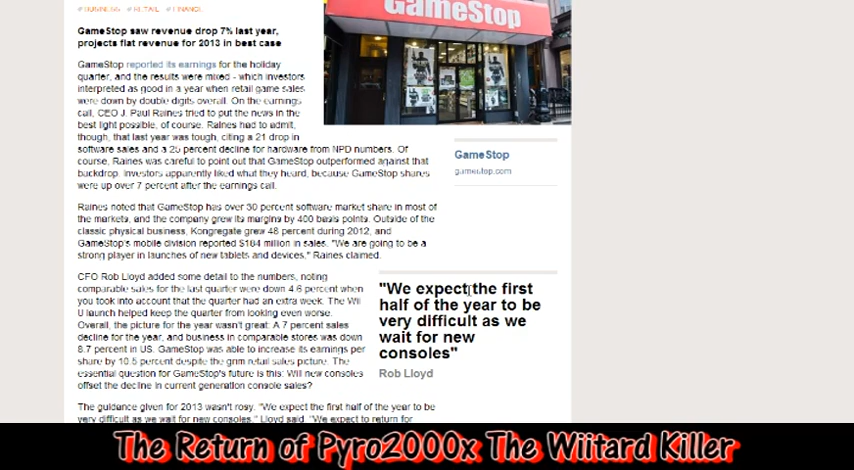 # BUSINESS # RETAIL # FINANCE
GameStop
GameStop saw revenue drop 7% last year,
projects flat revenue for 2013 in best case
GameStop reported its earnings for the holiday
quarter, and the results were mixed - which investors
interpreted as good in a year when retail game sales
were down by double digits overall. On the earnings
call, CEO J. Paul Raines tried to put the news in the
best light possible, of course. Raines had to admit,
though, that last year was tough, citing a 21 drop in
software sales and a 25 percent decline for hardware from NPD numbers. Of
course, Raines was careful to point out that GameStop outperformed against that
backdrop. Investors apparently liked what they heard, because GameStop shares
were up over 7 percent after the earnings call.
GameStop
gamestop.com
Raines noted that GameStop has over 30 percent software market share in most of
the markets, and the company grew its margins by 400 basis points. Outside of the
classic physical business, Kongregate grew 48 percent during 2012, and
GameStop's mobile division reported $184 million in sales. "We are going to be a
strong player in launches of new tablets and devices," Raines claimed.
CFO Rob Lloyd added some detail to the numbers, noting
comparable sales for the last quarter were down 4.6 percent when
you took into account that the quarter had an extra week. The Wii
U launch helped keep the quarter from looking even worse.
Overall, the picture for the year wasn't great: A 7 percent sales
decline for the year, and business in comparable stores was down
8.7 percent in US. GameStop was able to increase its earnings per
share by 10.5 percent despite the grim retail sales picture. The
essential question for GameStop's future is this: Will new consoles
offset the decline in current generation console sales?
"We expect the first
half of the year to be
very difficult as we
wait for new
consoles"
Rob Lloyd
The guidance given for 2013 wasn't rosy. "We expect the first half of the year to be
very difficult as we wait for new consoles," Lloyd said. "We expect to return for
The Return of Pyro2000x The Wiitard Killer